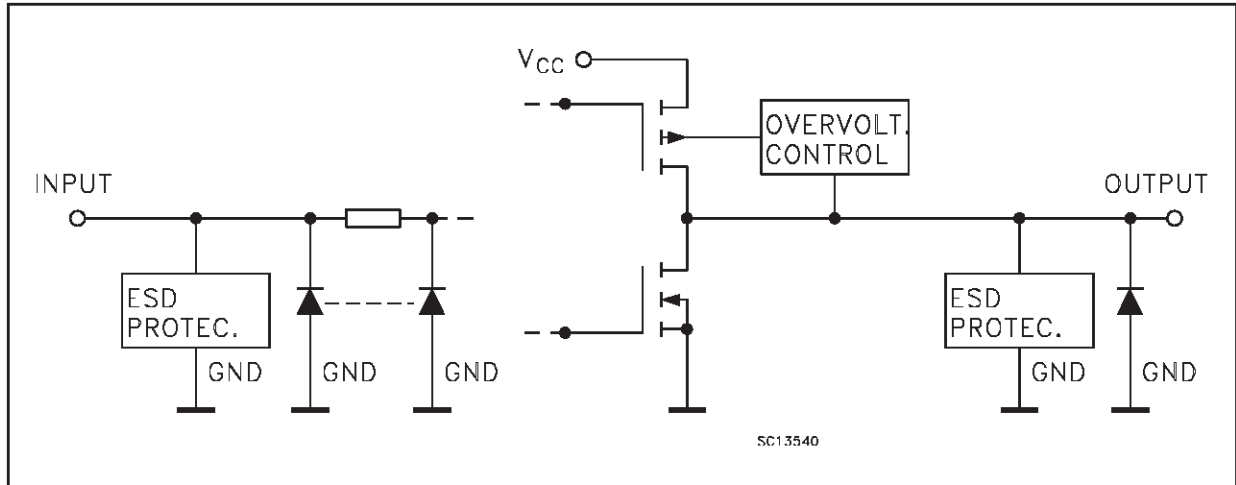 VCC
OVERVOLT.
CONTROL
INPUT
OUTPUT
ESD
PROTEC.
GND
GND
GND
ESD
PROTEC.
GND
GND
SC13540